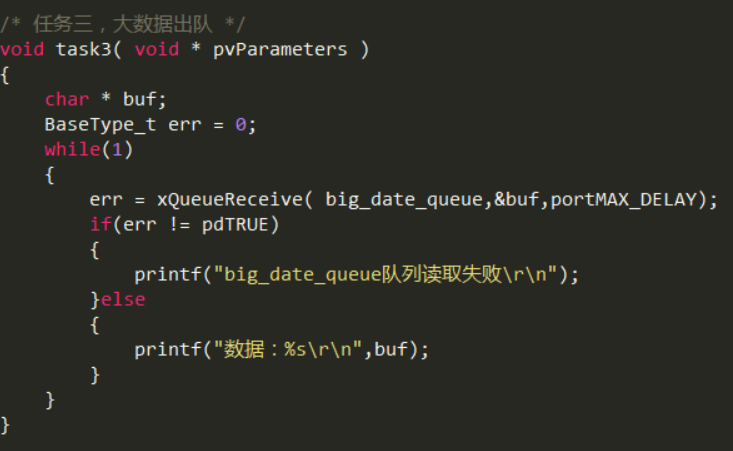 /* 任务三，大数据出队 */
void task3( void * pvParameters )
{
    char * buf;
    BaseType_t err = 0;
    while(1)
    {
        err = xQueueReceive( big_date_queue,&buf,portMAX_DELAY);
        if(err != pdTRUE)
        {
            printf("big_date_queue队列读取失败\r\n");
        }else
        {
            printf("数据：%s\r\n",buf);
        }
    }
}